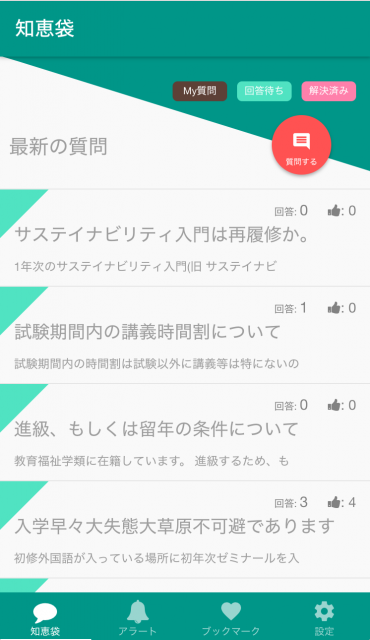 知恵袋
My質問
回答待ち
解決済み
最新の質問
質問する
回答: 0 : 0
サステイナビリティ入門は再履修か。
1年次のサステイナビリティ入門(旧 サステイナビ
回答: 1 : 0
試験期間内の講義時間割について
試験期間内の時間割は試験以外に講義等は特にないの
回答: 0 : 0
進級、もしくは留年の条件について
教育福祉学類に在籍しています。 進級するため、も
回答: 3 : 4
入学早々大失態大草原不可避であります
初修外国語が入っている場所に初年次ゼミナールを入
知恵袋
アラート
ブックマーク
設定